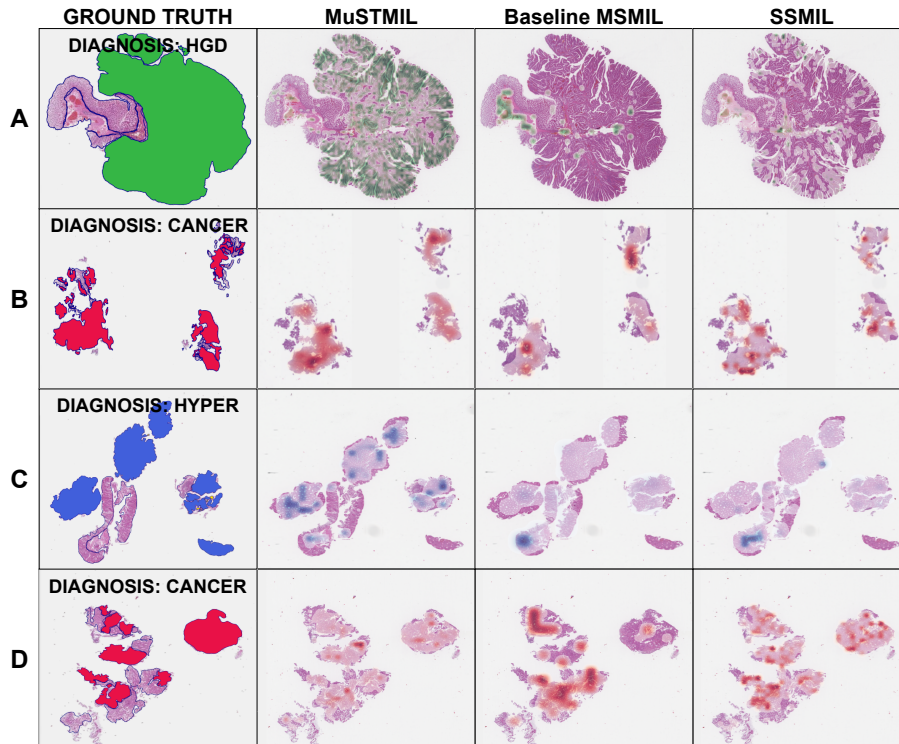 GROUND TRUTH MuSTMIL Baseline MSMIL SSMIL
DIAGNOSIS: HGD
A
DIAGNOSIS: CANCER
B
DIAGNOSIS: HYPER
C
DIAGNOSIS: CANCER
D